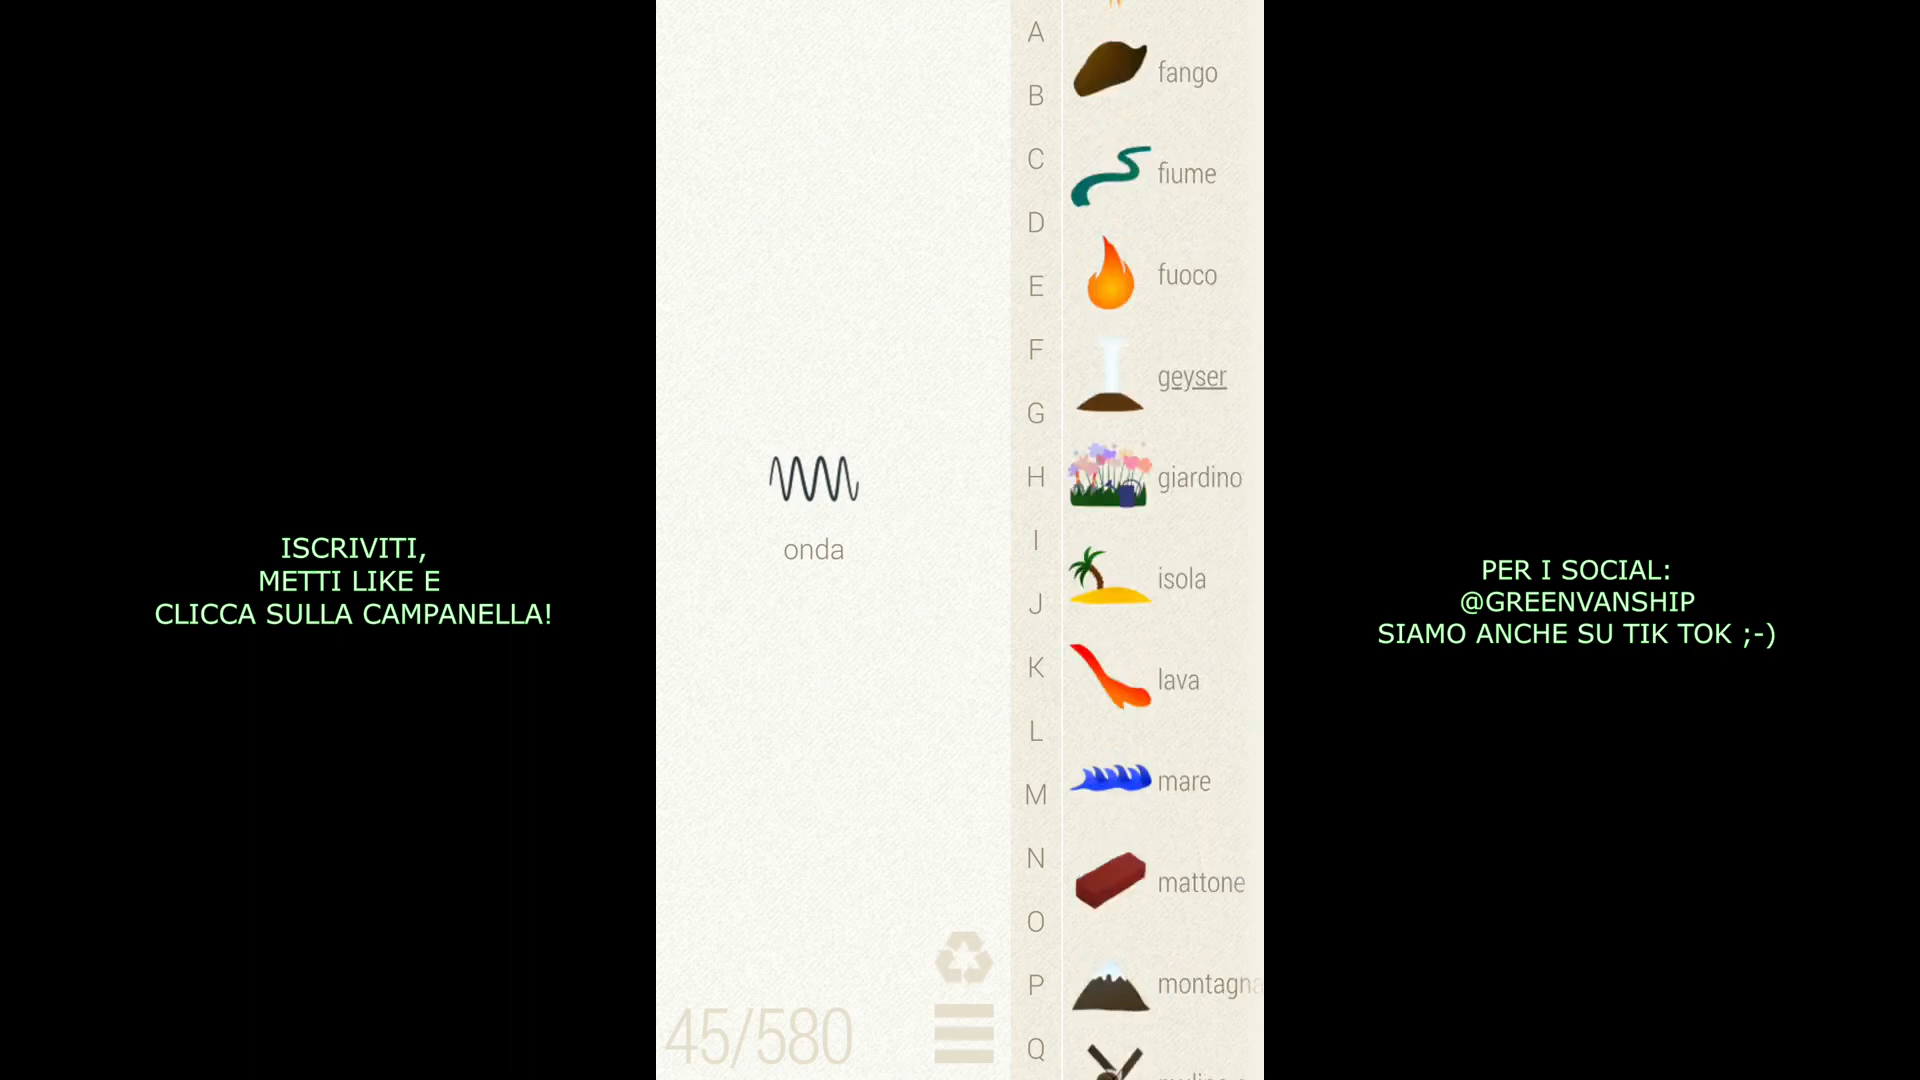 ISCRIVITI,
METTI LIKE E
CLICCA SULLA CAMPANELLA!
onda
45/580
A
B
C
D
E
F
G
H
I
J
K
L
M
N
O
P
Q
fango
fiume
fuoco
geyser
giardino
isola
lava
mare
mattone
montagna
PER I SOCIAL:
@GREENVANSHIP
SIAMO ANCHE SU TIK TOK ;-)